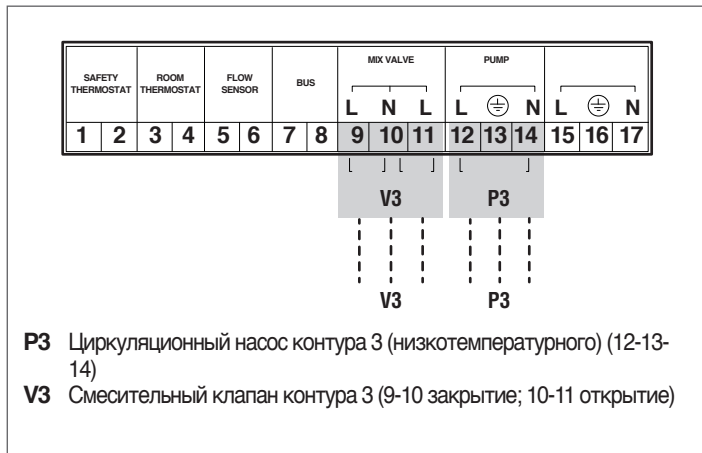 MIX VALVE PUMP
SAFETY THERMOSTAT ROOM THERMOSTAT FLOW SENSOR BUS
L N L L N L N
1 2 3 4 5 6 7 8 9 10 11 12 13 14 15 16 17
V3 P3
V3 P3
P3 Циркуляционный насос контура 3 (низкотемпературного) (12-13-
14)
V3 Смесительный клапан контура 3 (9-10 закрытие; 10-11 открытие)